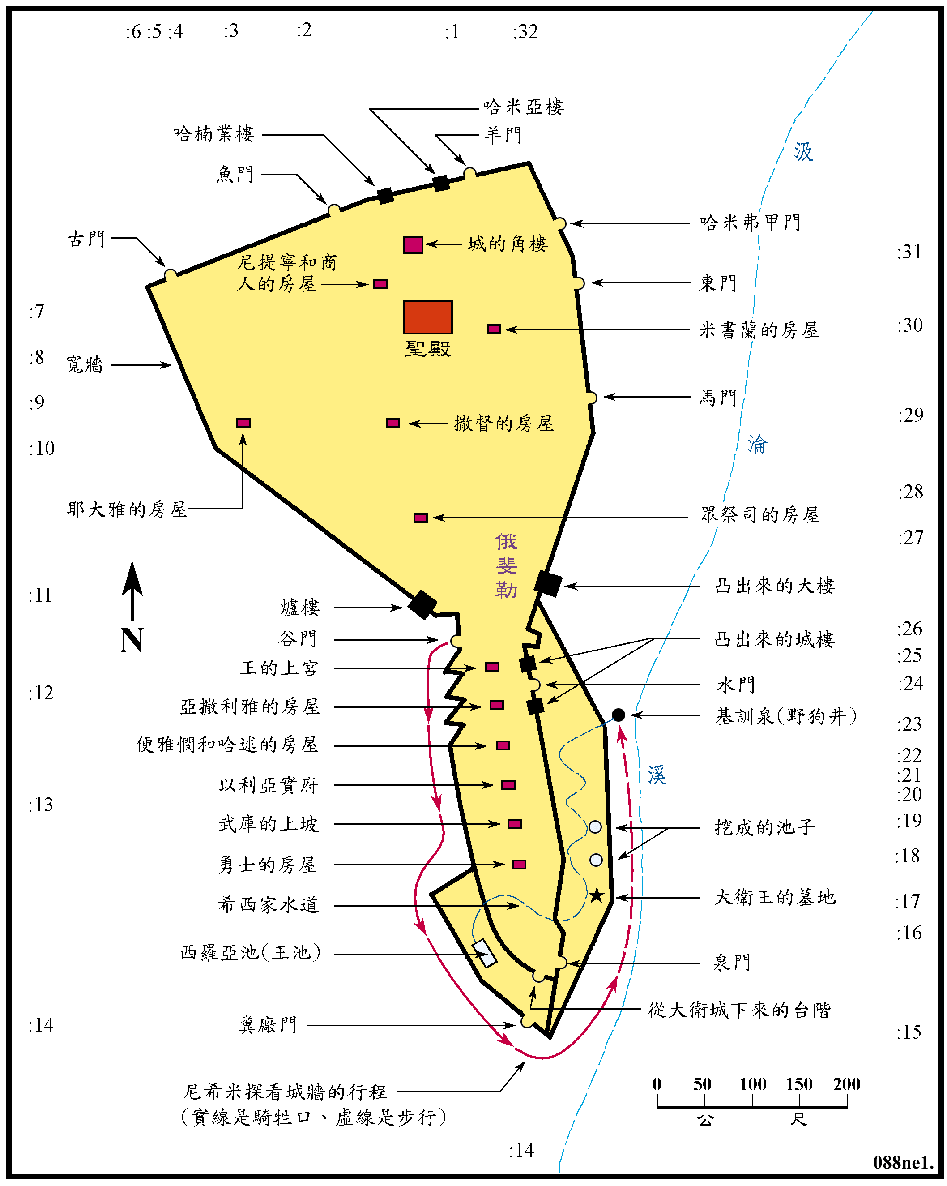 :6 :5 :4 :3 :2 :1 :32
哈米亞樓
哈楠業樓
羊門
魚門
汲
哈米弗甲門
古門
城的角樓
:31
尼提寧和商
人的房屋
東門
:7
:30
米書蘭的房屋
聖殿
:8
寬牆
:9
馬門
:29
撒督的房屋
:10
淪
:28
耶大雅的房屋
眾祭司的房屋
:27
俄斐勒
凸出來的大樓
:11
爐樓
N
谷門
凸出來的城樓
:26
:25
王的上宮
水門
:24
:12
亞撒利雅的房屋
基訓泉(野狗井)
:23
便雅憫和哈述的房屋
:22
溪
:21
以利亞實府
:20
:13
武庫的上坡
挖成的池子
:19
勇士的房屋
:18
大衛王的墓地
:17
希西家水道
:16
西羅亞池(王池)
泉門
從大衛城下來的台階
:14
糞廠門
:15
尼希米探看城牆的行程
(實線是騎牲口、虛線是步行)
0 50 100 150 200
公尺
:14
088ne1.